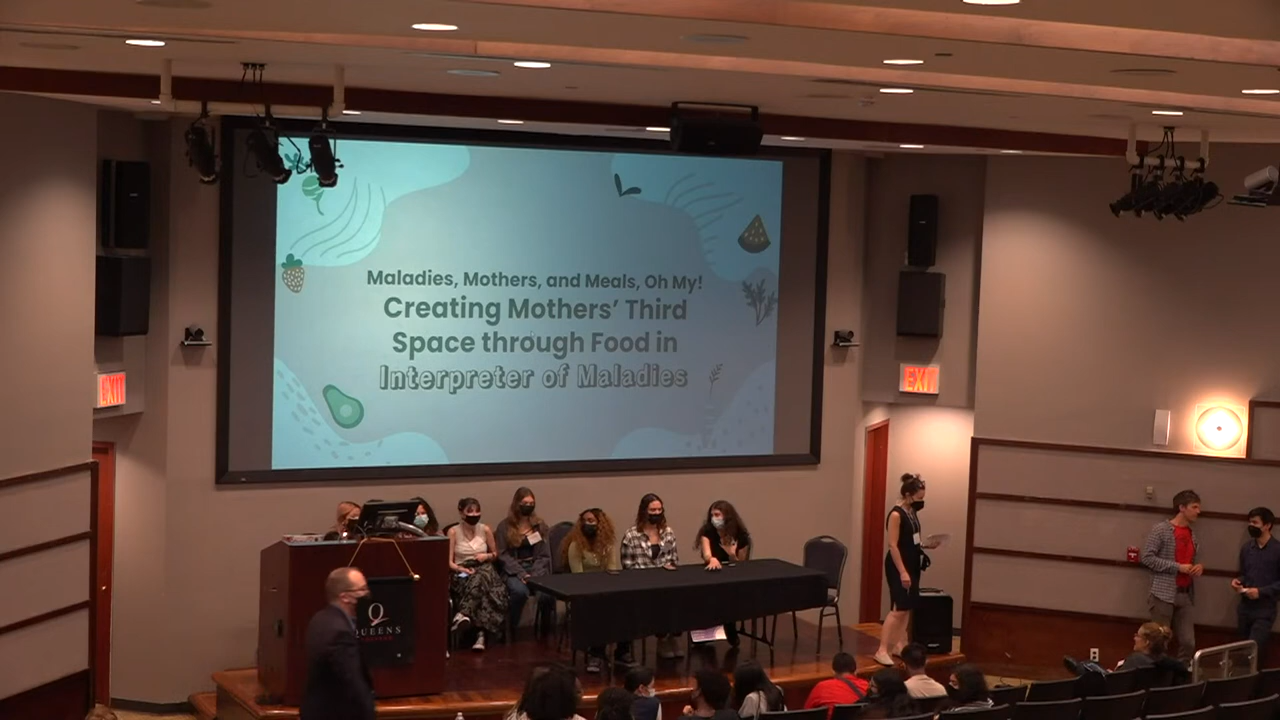 Maladies, Mothers, and Meals, Oh My!
Creating Mothers' Third
Space through Food in
Interpreter of Maladies
EXIT
EXIT
Q
QUEENS